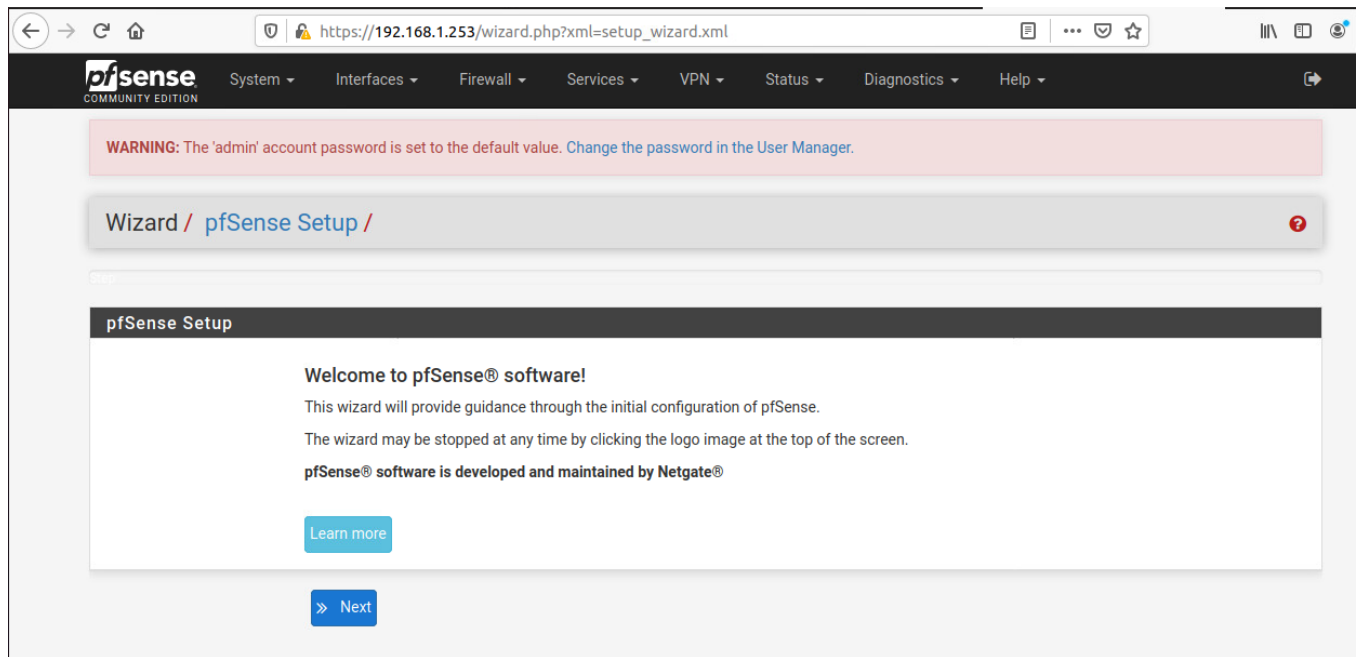 https://192.168.1.253/wizard.php?xml=setup_wizard.xml
pfsense
COMMUNITY EDITION
System Interfaces Firewall Services VPN Status Diagnostics Help
WARNING: The 'admin' account password is set to the default value. Change the password in the User Manager.
Wizard / pfSense Setup /
Step
pfSense Setup
Welcome to pfSense® software!
This wizard will provide guidance through the initial configuration of pfSense.
The wizard may be stopped at any time by clicking the logo image at the top of the screen.
pfSense® software is developed and maintained by Netgate®
Learn more
Next